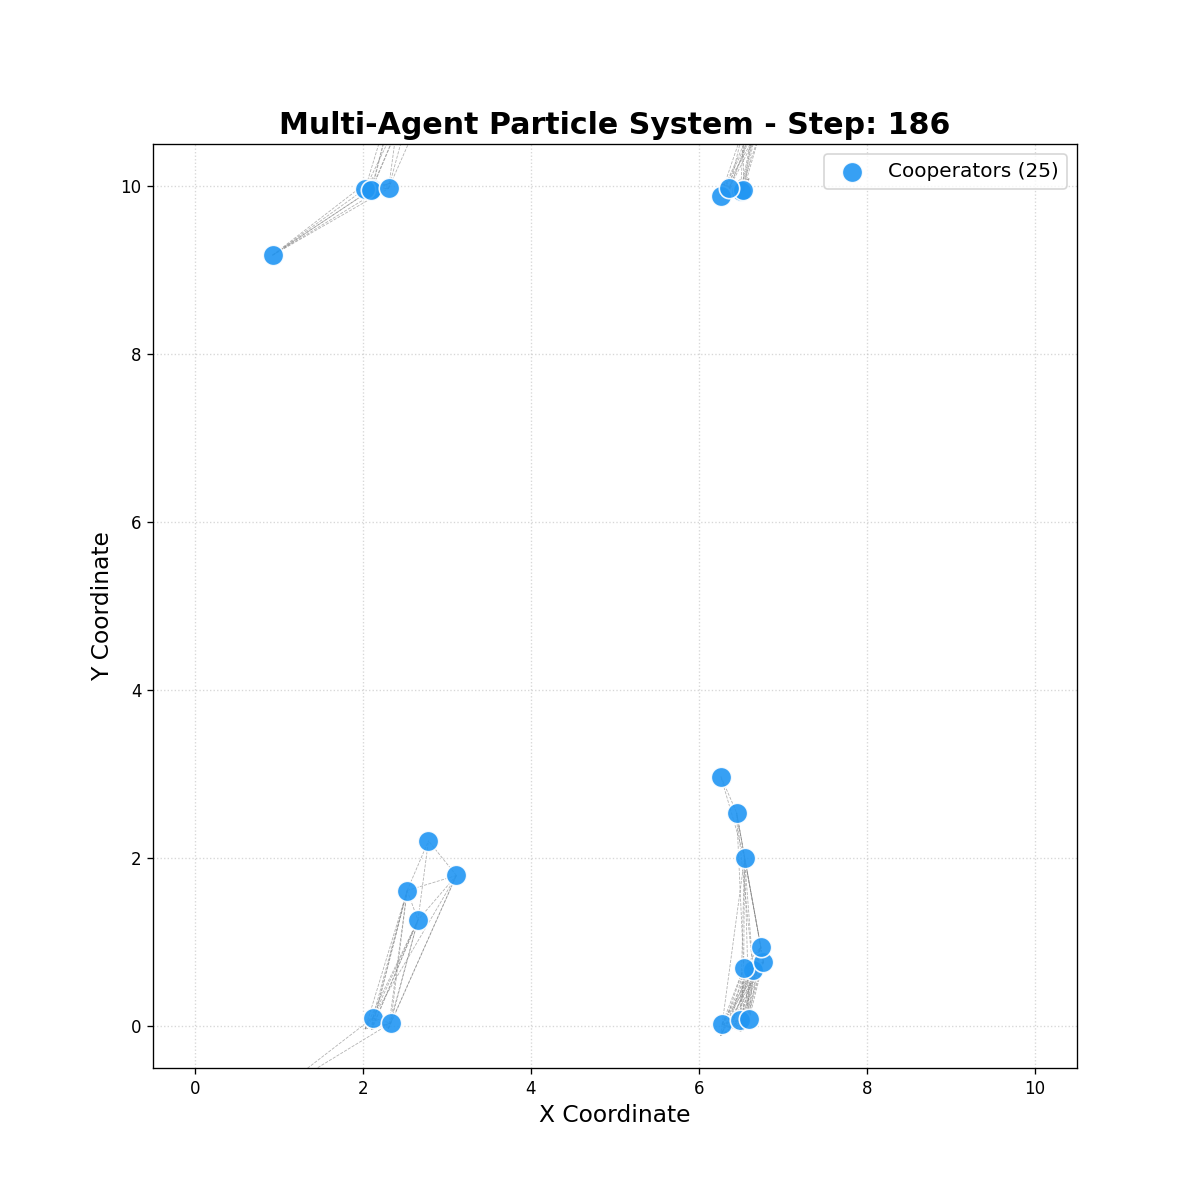 Multi-Agent Particle System - Step: 186
Cooperators (25)
Y Coordinate
10
8
6
4
2
0
0 2 4 6 8 10
X Coordinate